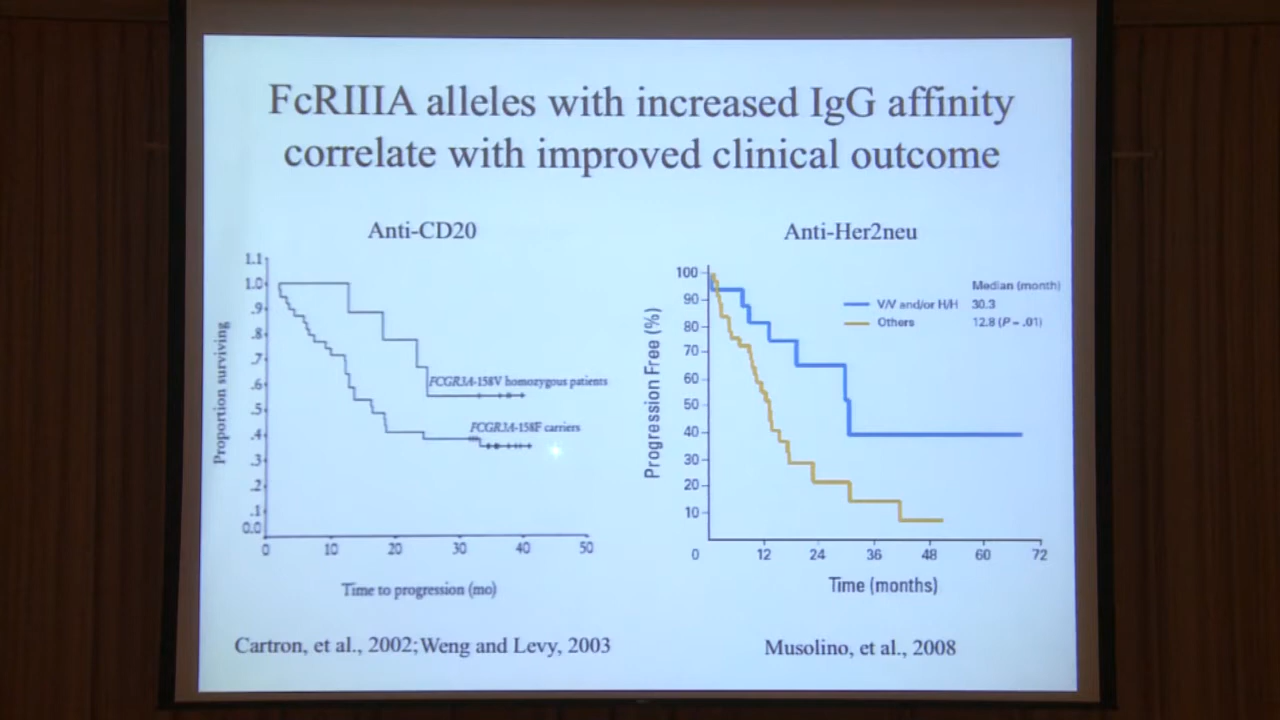 FcRIIIA alleles with increased IgG affinity
correlate with improved clinical outcome
Anti-CD20
1.1
1.0
.9
.8
.7
.6
.5
.4
.3
.2
.1
0.0
Proportion surviving
FCGR3A-158V homozygous patients
FCGR3A-158F carriers
0 10 20 30 40 50
Time to progression (mo)
Cartron, et al., 2002; Weng and Levy, 2003
Anti-Her2neu
100
90
80
70
60
50
40
30
20
10
Progression Free (%)
Median (month)
V/V and/or H/H 30.3
Others 12.8 (P = .01)
0 12 24 36 48 60 72
Time (months)
Musolino, et al., 2008